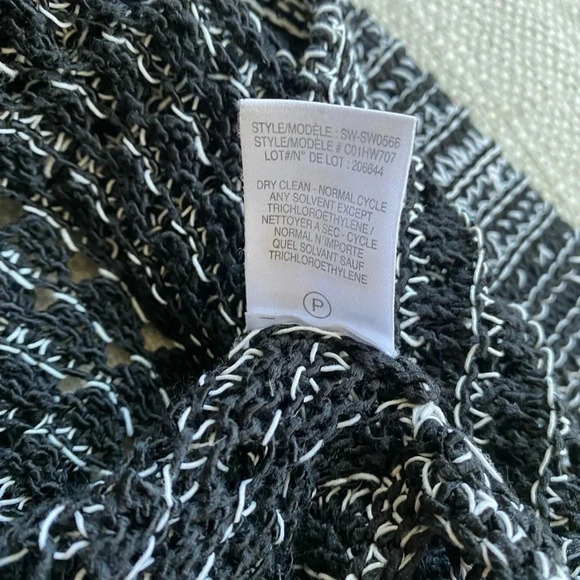 STYLE/MODÈLE : SW-SW0566
STYLE/MODÈLE # C01HW707
LOT#/N° DE LOT : 206644
DRY CLEAN - NORMAL CYCLE
ANY SOLVENT EXCEPT
TRICHLOROETHYLENE /
NETTOYER A SEC - CYCLE
NORMAL N'IMPORTE
QUEL SOLVANT SAUF
TRICHLOROETHYLENE
P